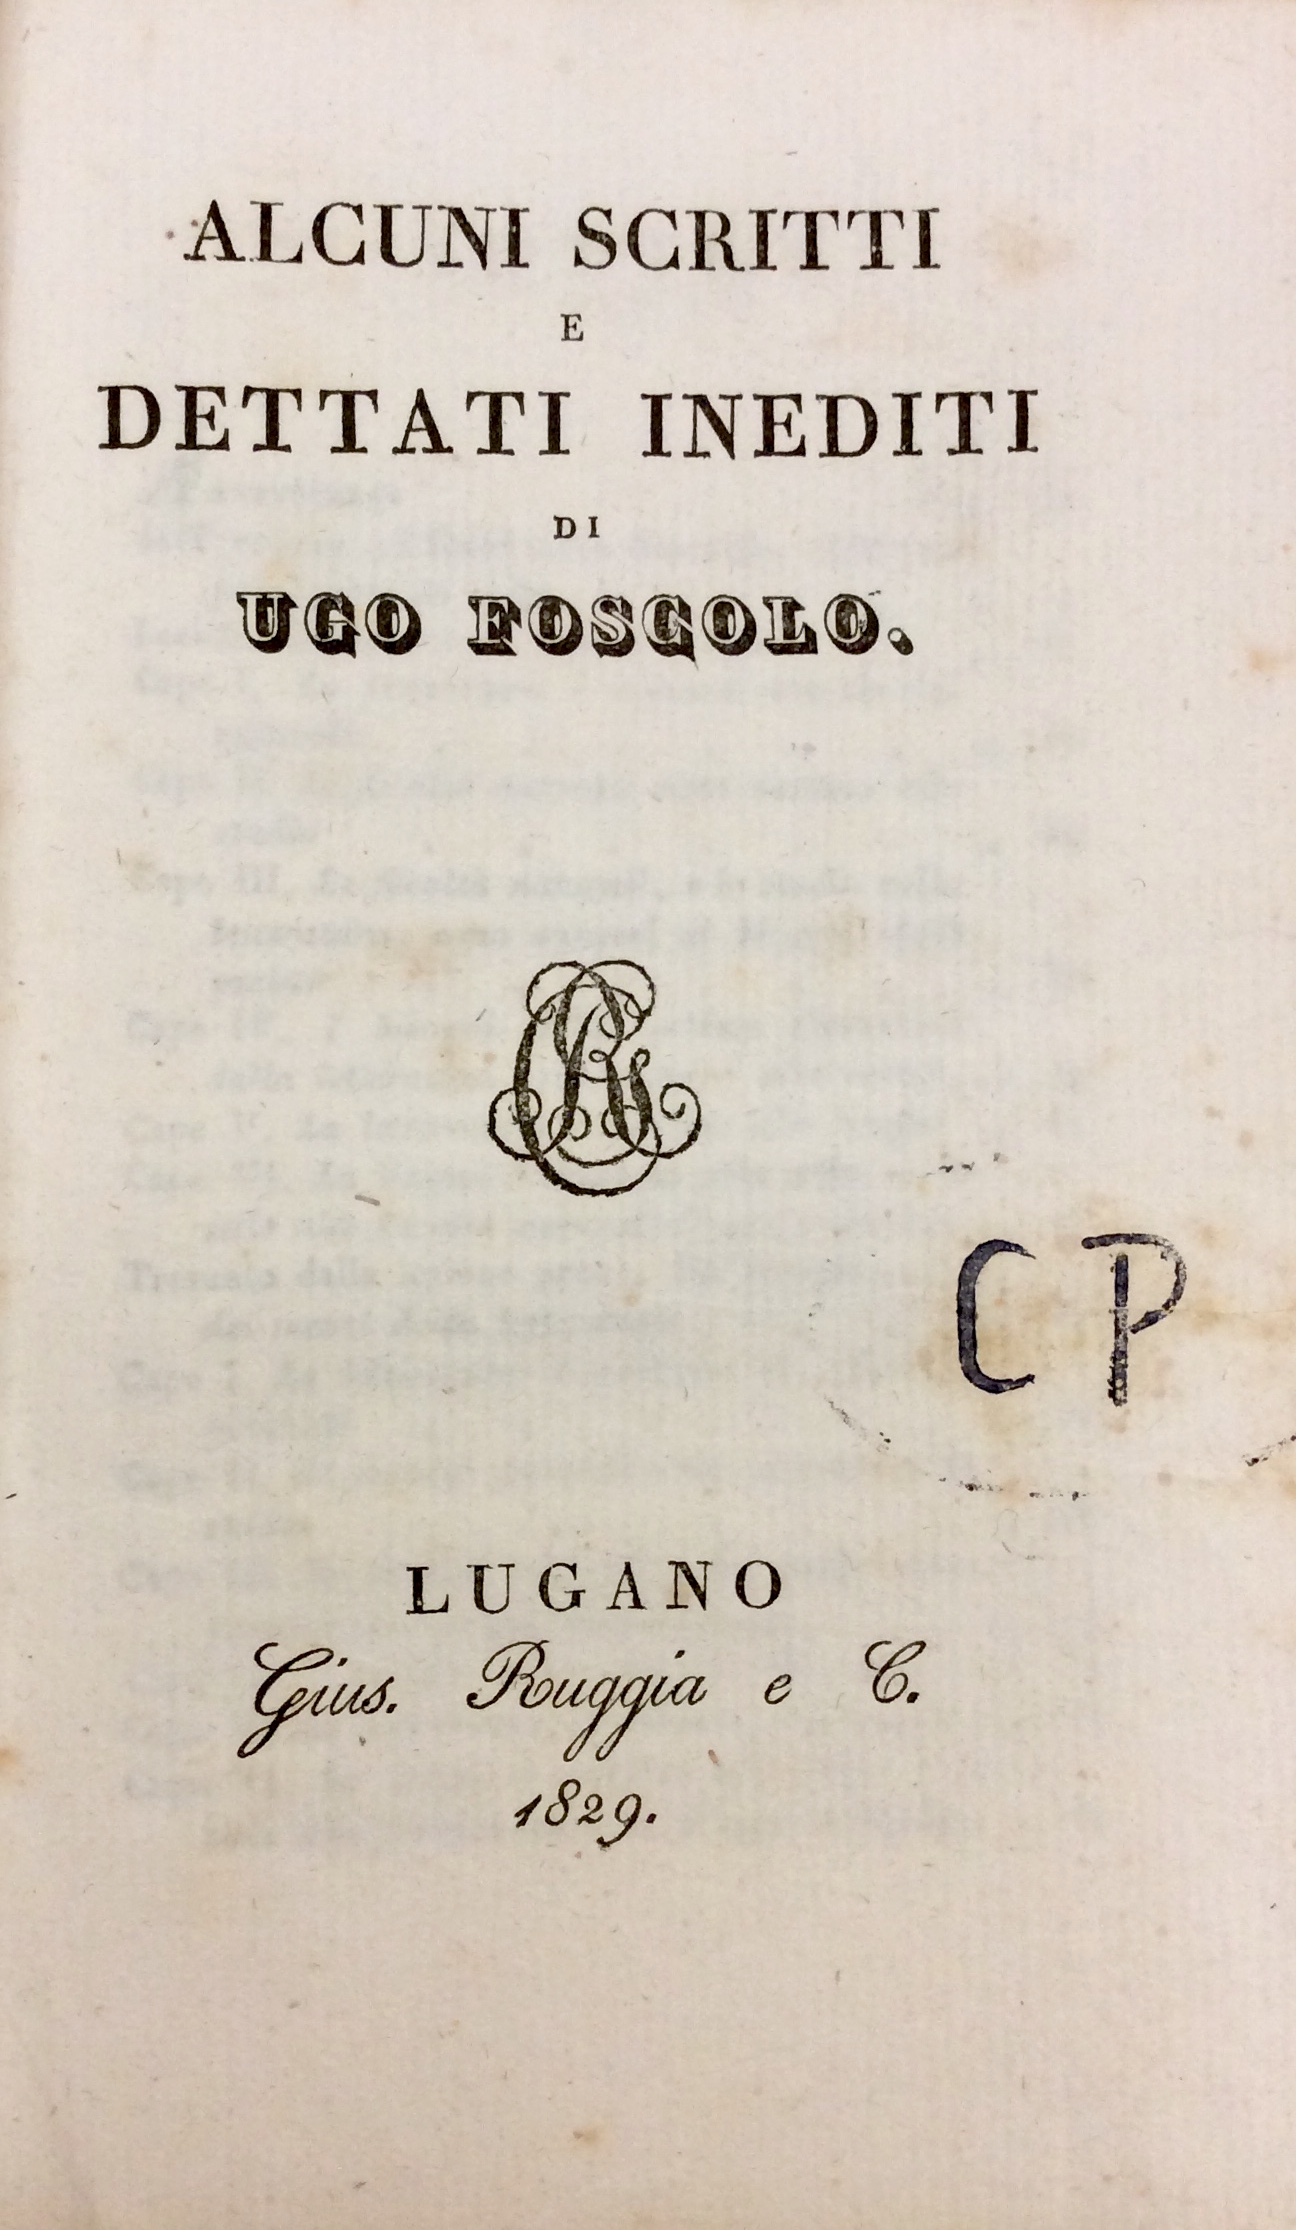 ALCUNI SCRITTI
E
DETTATI INEDITI
DI
UGO FOSCOLO.
CP
LUGANO
Gius. Ruggia e C.
1829.